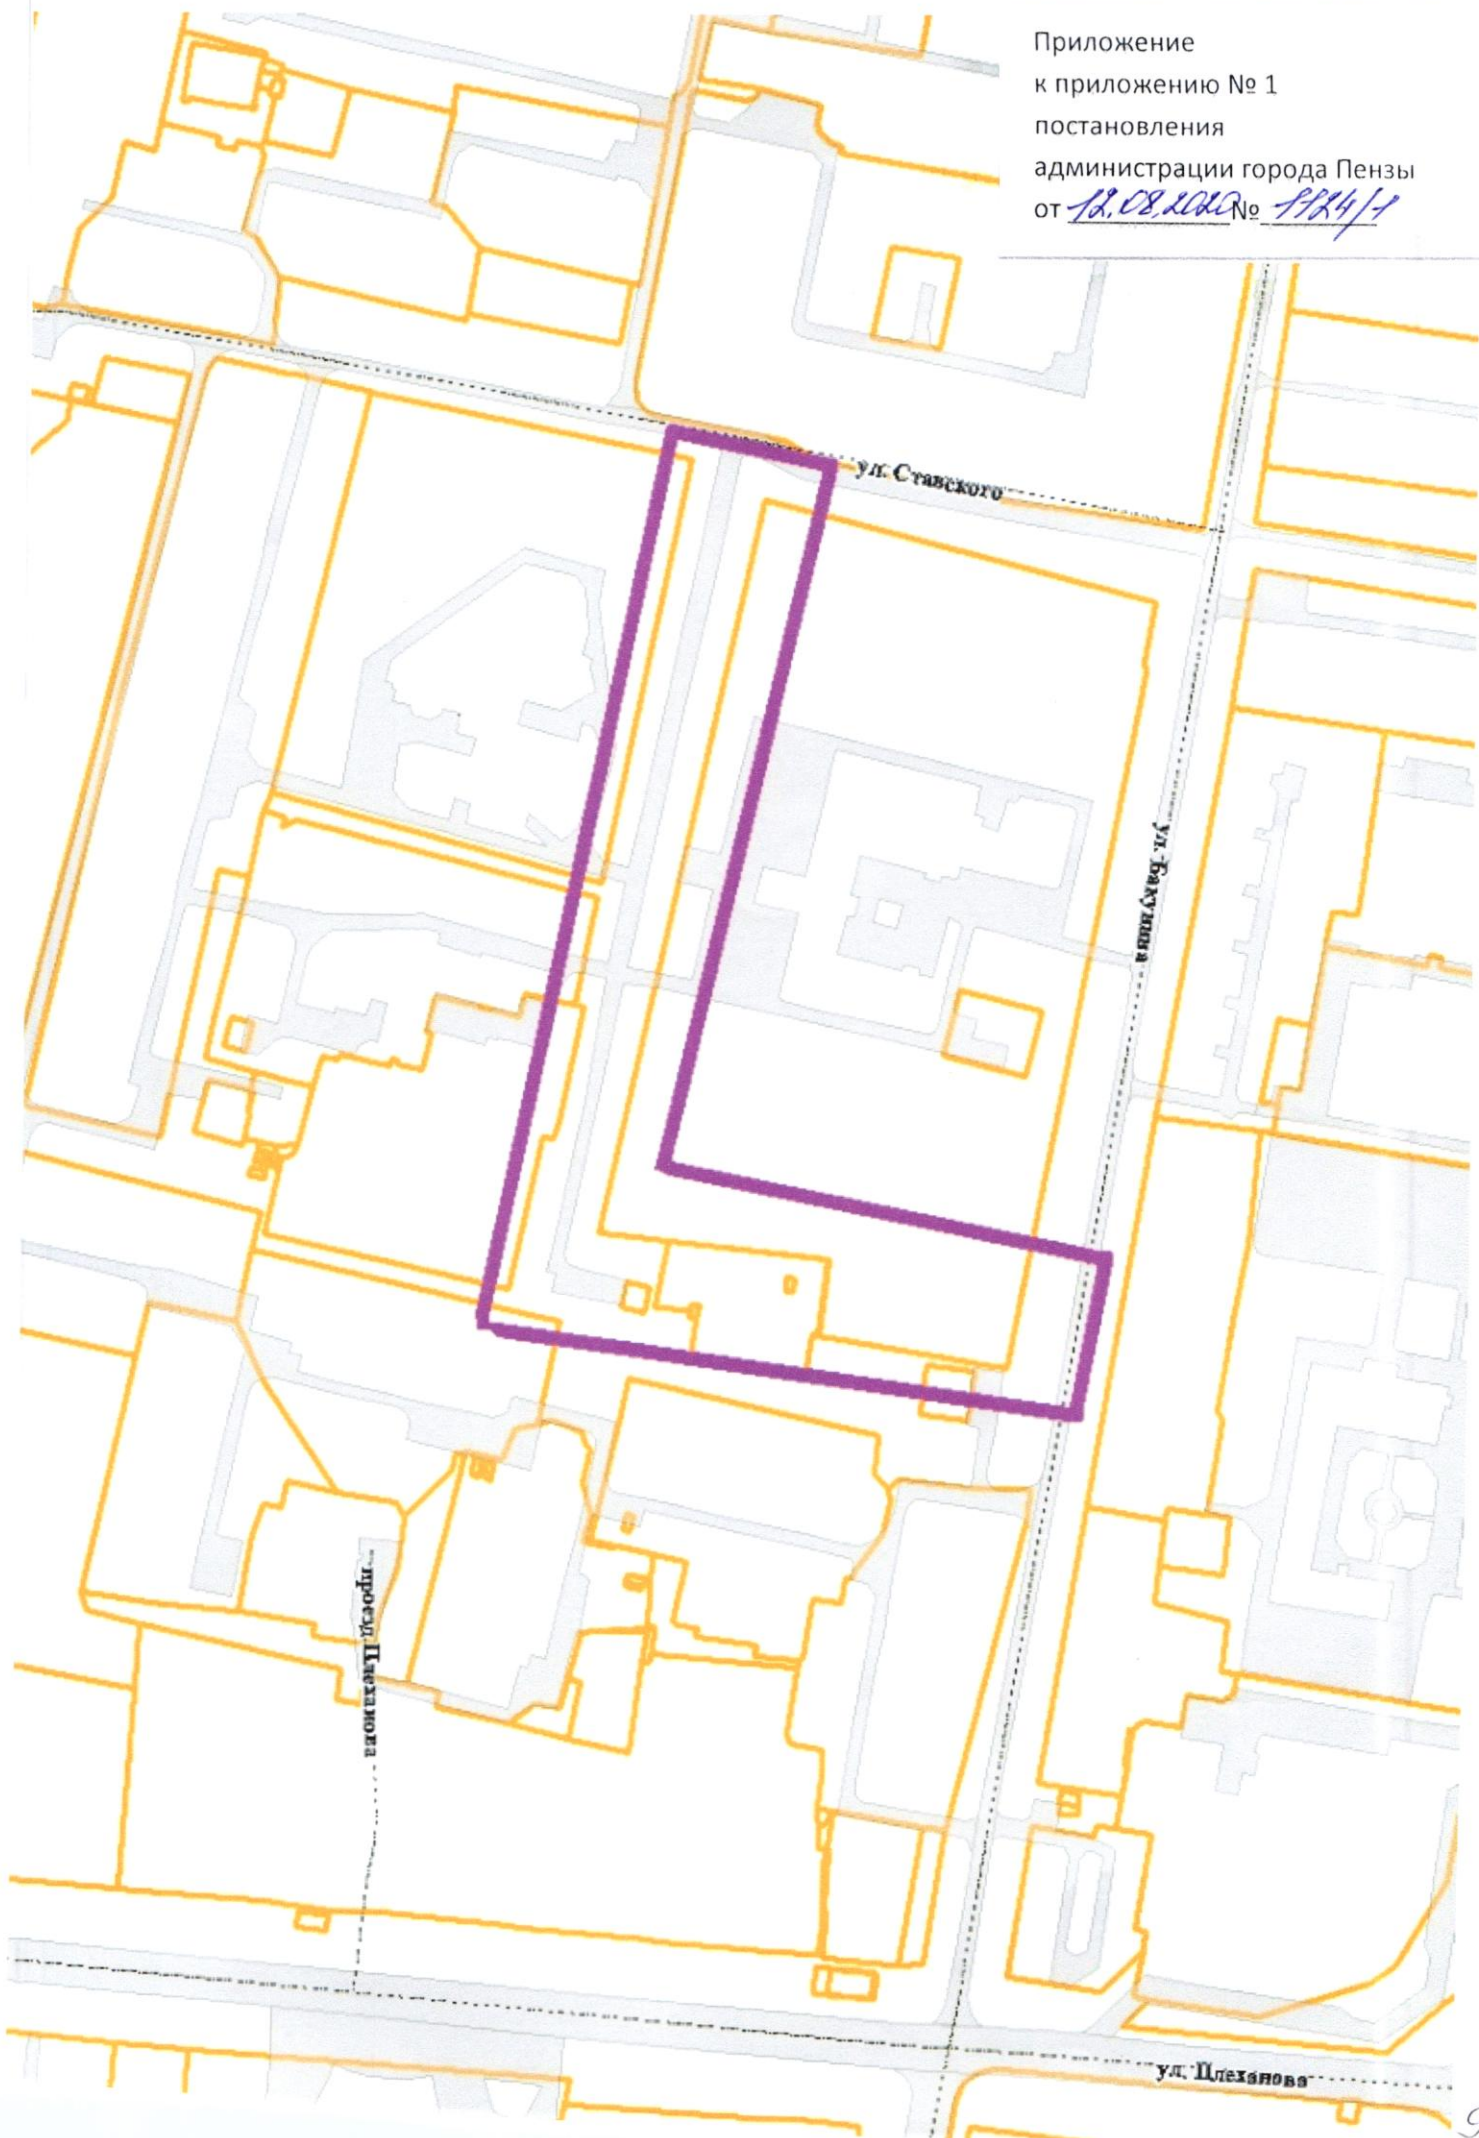 Приложение
к приложению № 1
постановления
администрации города Пензы
от 12.08.2020 № 1124/1
ул. Ставского
ул. Бакунина
проезд Плеханова
ул. Плеханова
9